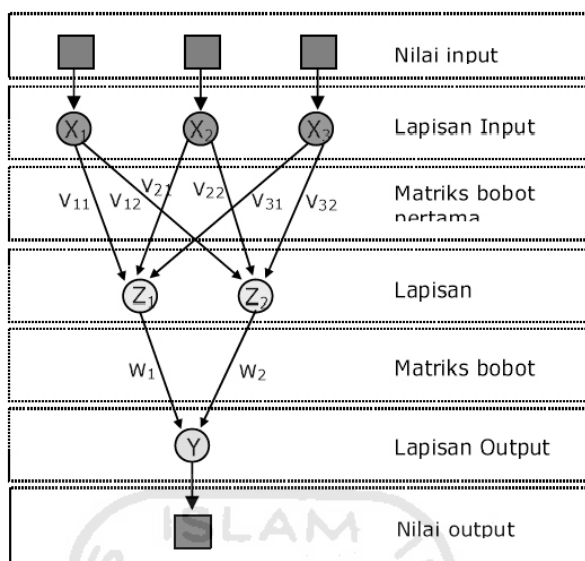 Nilai input
X1 X2 X3 Lapisan Input
V11 V12 V21 V22 V31 V32 Matriks bobot
pertama
Z1 Z2 Lapisan
W1 W2 Matriks bobot
Y Lapisan Output
ISLAM
Nilai output